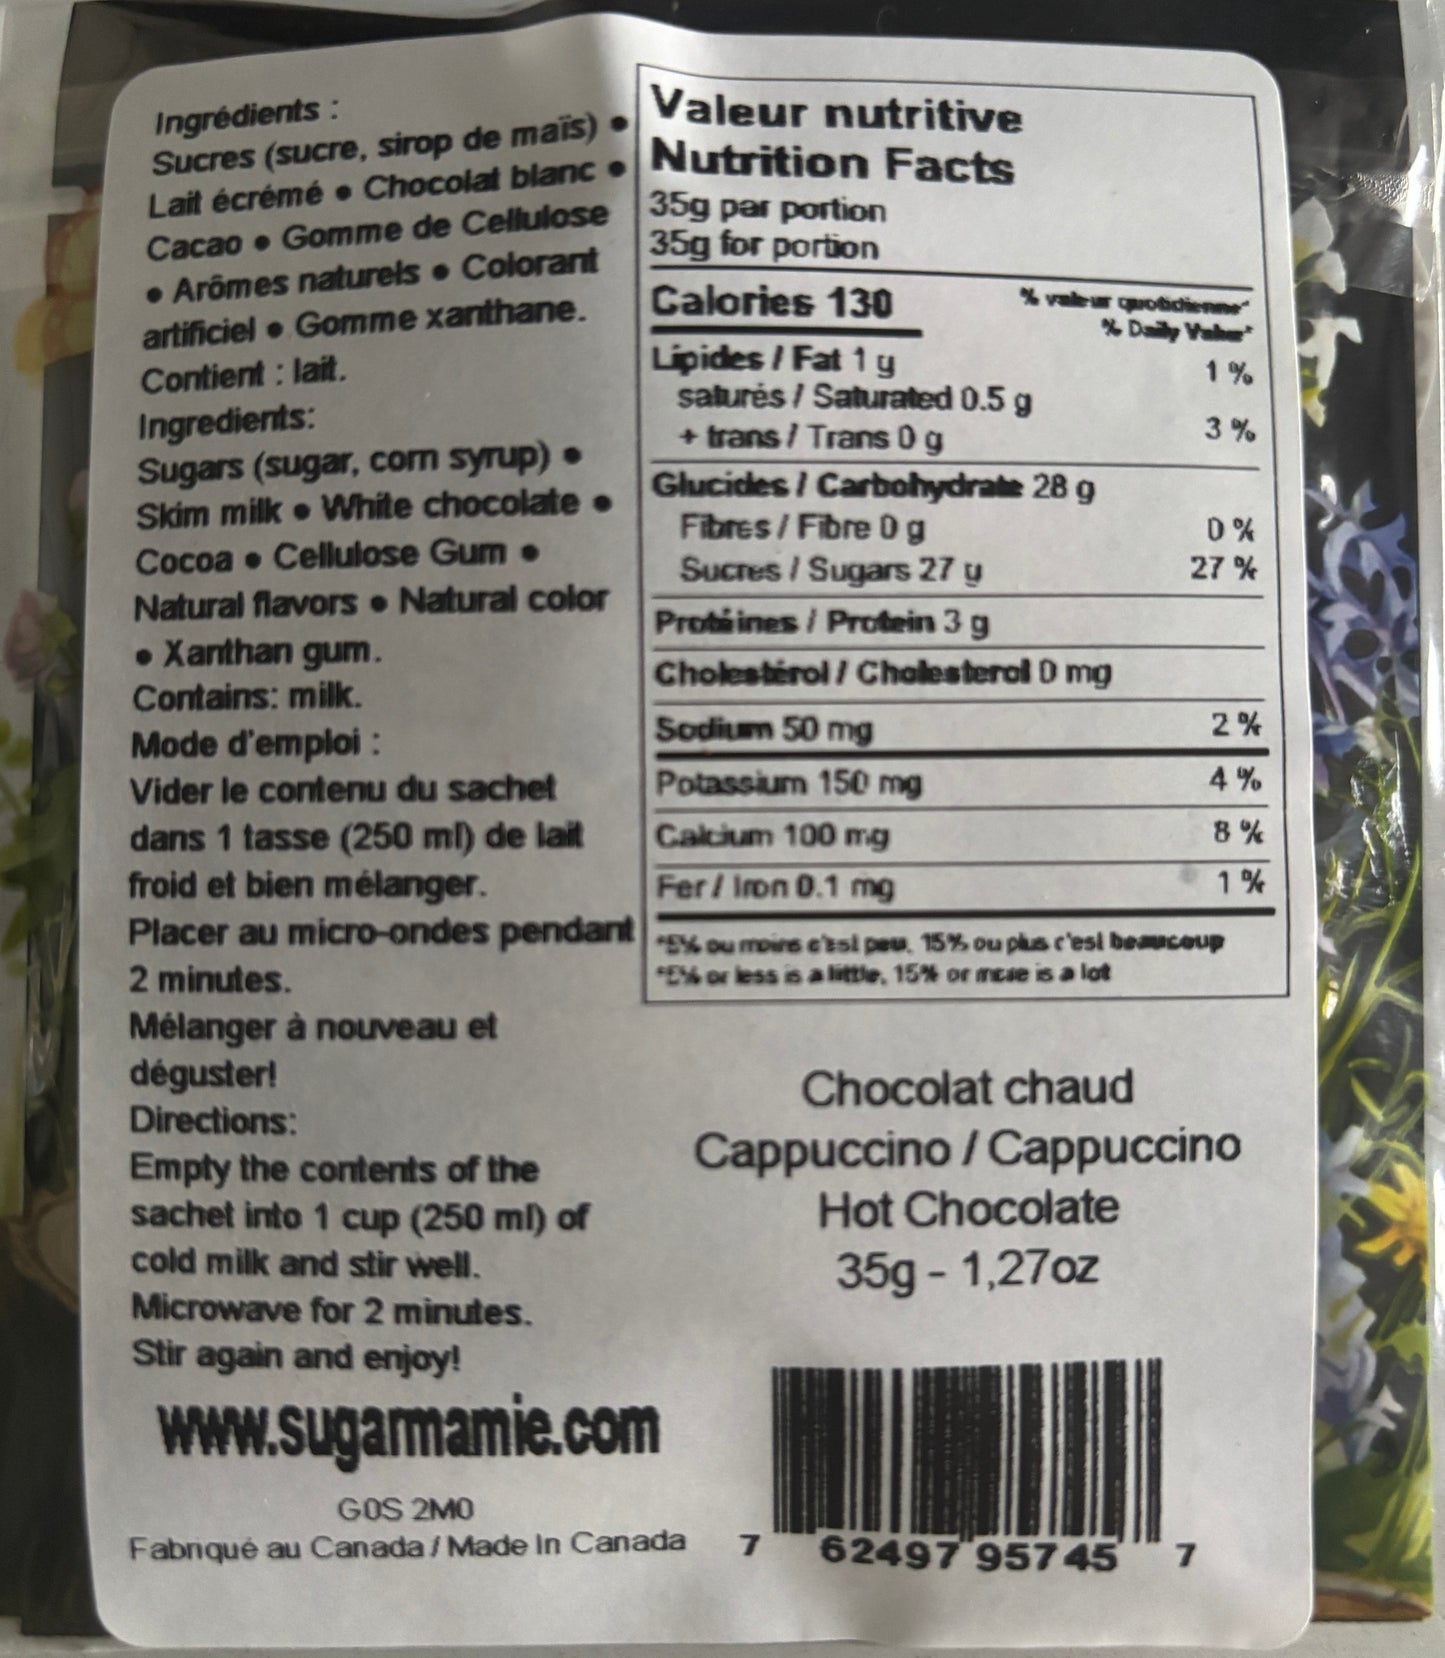 Ingrédients :
Sucres (sucre, sirop de maïs) •
Lait écrémé • Chocolat blanc •
Cacao • Gomme de Cellulose
• Arômes naturels • Colorant
artificiel • Gomme xanthane.
Contient : lait.
Ingredients:
Sugars (sugar, corn syrup) •
Skim milk • White chocolate •
Cocoa • Cellulose Gum •
Natural flavors • Natural color
• Xanthan gum.
Contains: milk.
Mode d'emploi :
Vider le contenu du sachet
dans 1 tasse (250 ml) de lait
froid et bien mélanger.
Placer au micro-ondes pendant
2 minutes.
Mélanger à nouveau et
déguster!
Directions:
Empty the contents of the
sachet into 1 cup (250 ml) of
cold milk and stir well.
Microwave for 2 minutes.
Stir again and enjoy!
www.sugarmamie.com
G0S 2M0
Fabriqué au Canada / Made In Canada
Valeur nutritive
Nutrition Facts
35g par portion
35g for portion
Calories 130
% valeur quotidienne*
% Daily Value*
Lipides / Fat 1 g 1 %
saturés / Saturated 0.5 g
+ trans / Trans 0 g 3 %
Glucides / Carbohydrate 28 g
Fibres / Fibre 0 g 0 %
Sucres / Sugars 27 g 27 %
Protéines / Protein 3 g
Cholestérol / Cholesterol 0 mg
Sodium 50 mg 2 %
Potassium 150 mg 4 %
Calcium 100 mg 8 %
Fer / Iron 0.1 mg 1 %
*5% ou moins c'est peu, 15% ou plus c'est beaucoup
*5% or less is a little, 15% or more is a lot
Chocolat chaud
Cappuccino / Cappuccino
Hot Chocolate
35g - 1,27oz
7 62497 95745 7